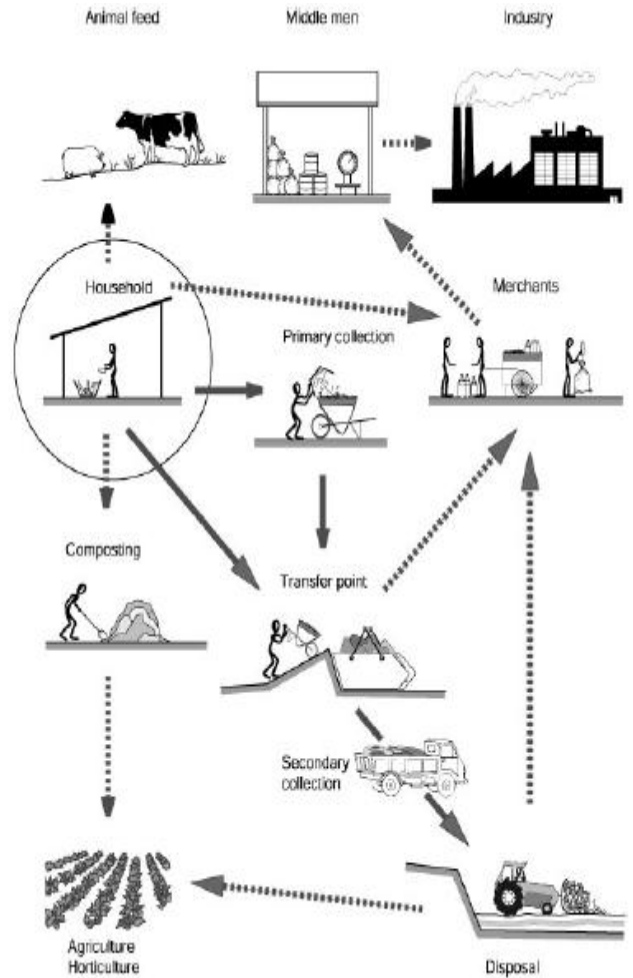 Animal feed
Middle men
Industry
Household
Merchants
Primary collection
Composting
Transfer point
Secondary
collection
Agriculture
Horticulture
Disposal